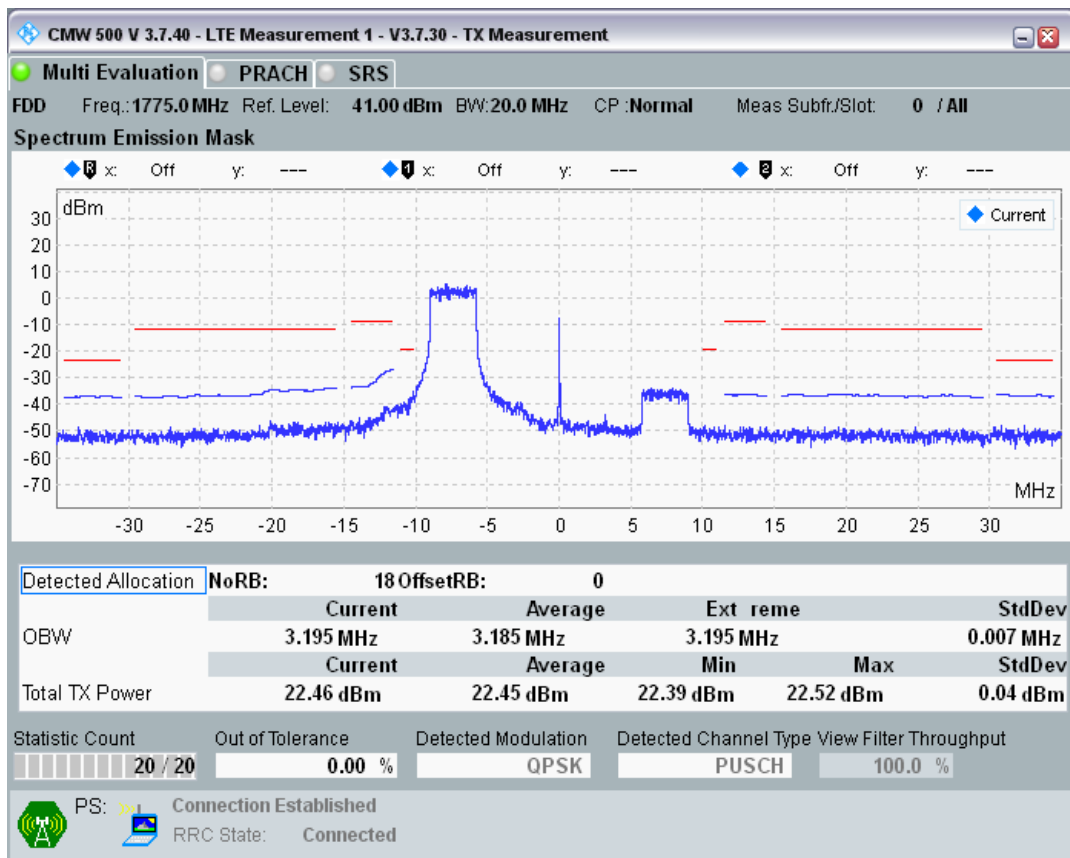 CMW 500 V 3.7.40 - LTE Measurement 1 - V3.7.30 - TX Measurement
Multi Evaluation PRACH SRS
FDD Freq.:1775.0 MHz Ref. Level: 41.00 dBm BW:20.0 MHz CP :Normal Meas Subfr./Slot: 0 / All
Spectrum Emission Mask
R x: Off y: --- 1 x: Off y: --- 2 x: Off y: ---
dBm
Current
30
20
10
0
-10
-20
-30
-40
-50
-60
-70
MHz
-30 -25 -20 -15 -10 -5 0 5 10 15 20 25 30
Detected Allocation NoRB: 18 OffsetRB: 0
Current Average Ext reme StdDev
OBW 3.195 MHz 3.185 MHz 3.195 MHz 0.007 MHz
Current Average Min Max StdDev
Total TX Power 22.46 dBm 22.45 dBm 22.39 dBm 22.52 dBm 0.04 dBm
Statistic Count Out of Tolerance Detected Modulation Detected Channel Type View Filter Throughput
20 / 20 0.00 % QPSK PUSCH 100.0 %
PS: Connection Established
RRC State: Connected